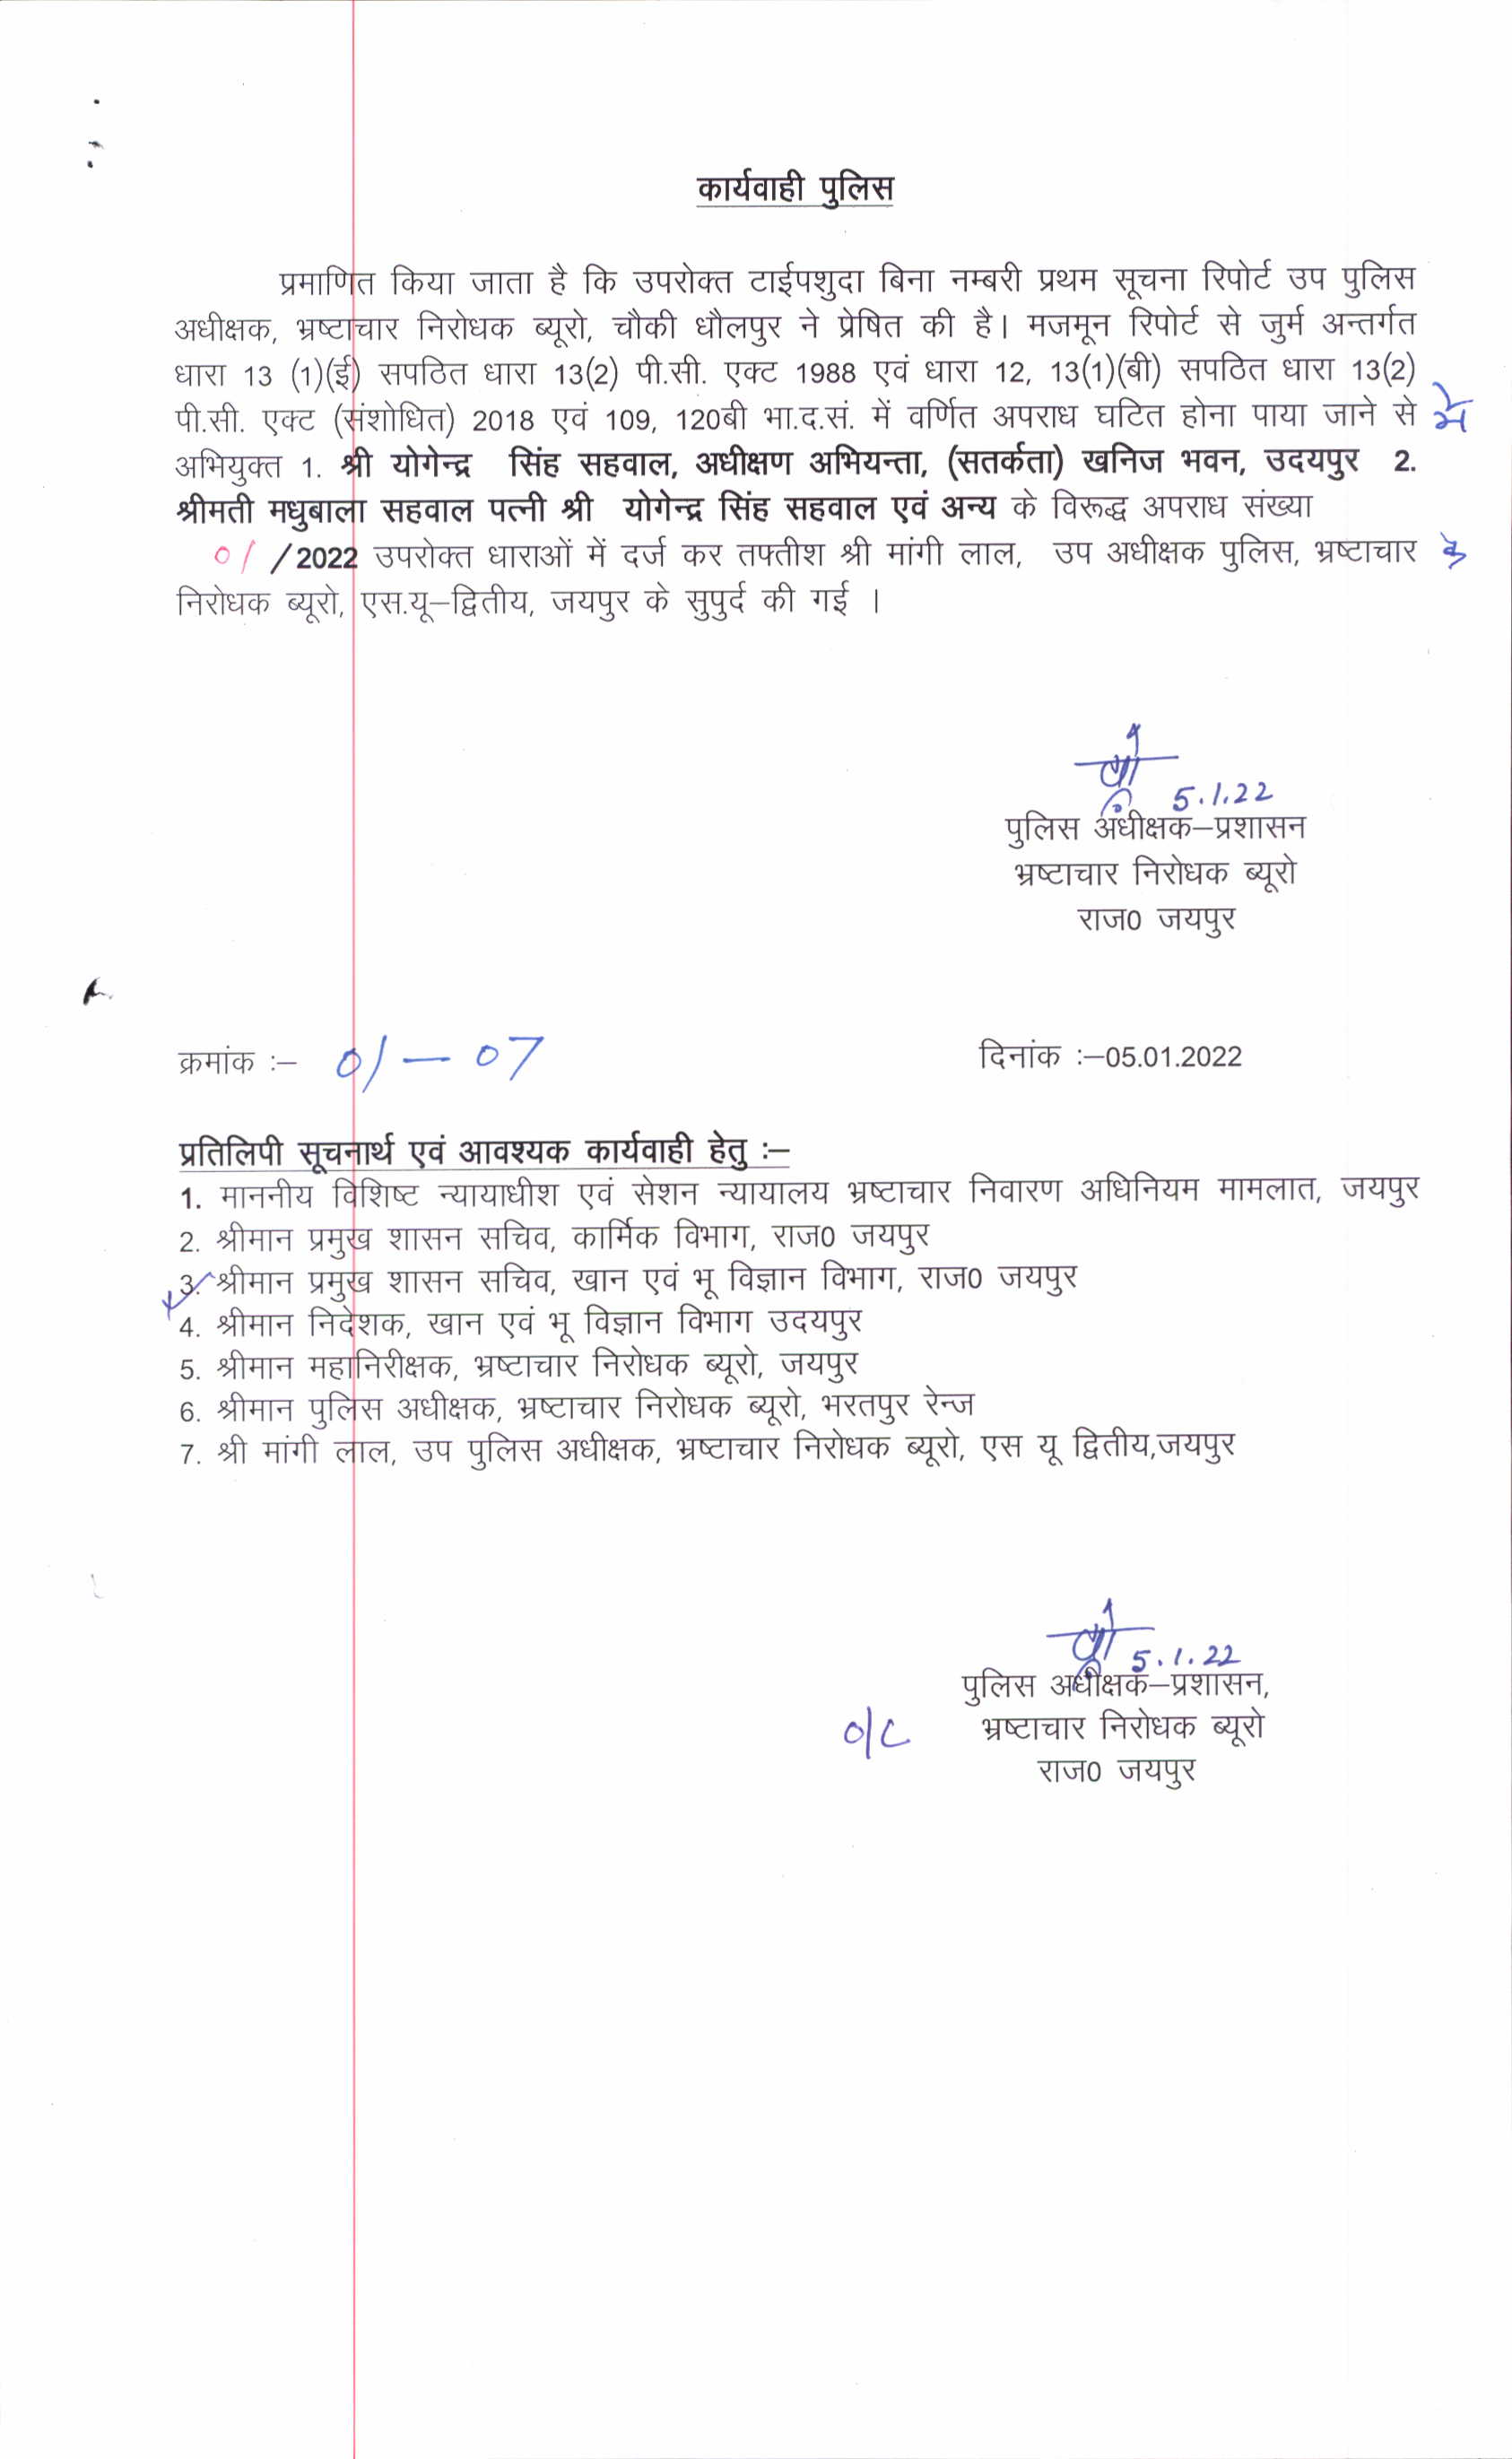 कार्यवाही पुलिस
प्रमाणित किया जाता है कि उपरोक्त टाईपशुदा बिना नम्बरी प्रथम सूचना रिपोर्ट उप पुलिस
अधीक्षक, भ्रष्टाचार निरोधक ब्यूरो, चौकी धौलपुर ने प्रेषित की है। मजमून रिपोर्ट से जुर्म अन्तर्गत
धारा 13 (1)(ई) सपठित धारा 13(2) पी.सी. एक्ट 1988 एवं धारा 12, 13(1)(बी) सपठित धारा 13(2)
पी.सी. एक्ट (संशोधित) 2018 एवं 109, 120बी भा.द.सं. में वर्णित अपराध घटित होना पाया जाने से
अभियुक्त 1. श्री योगेन्द्र सिंह सहवाल, अधीक्षण अभियन्ता, (सतर्कता) खनिज भवन, उदयपुर 2.
श्रीमती मधुबाला सहवाल पत्नी श्री योगेन्द्र सिंह सहवाल एवं अन्य के विरूद्ध अपराध संख्या
01 /2022 उपरोक्त धाराओं में दर्ज कर तफ्तीश श्री मांगी लाल, उप अधीक्षक पुलिस, भ्रष्टाचार
निरोधक ब्यूरो, एस.यू–द्वितीय, जयपुर के सुपुर्द की गई ।
5.1.22
पुलिस अधीक्षक–प्रशासन
भ्रष्टाचार निरोधक ब्यूरो
राज0 जयपुर
क्रमांक :– 01 – 07 दिनांक :–05.01.2022
प्रतिलिपी सूचनार्थ एवं आवश्यक कार्यवाही हेतु :–
1. माननीय विशिष्ट न्यायाधीश एवं सेशन न्यायालय भ्रष्टाचार निवारण अधिनियम मामलात, जयपुर
2. श्रीमान प्रमुख शासन सचिव, कार्मिक विभाग, राज0 जयपुर
3. श्रीमान प्रमुख शासन सचिव, खान एवं भू विज्ञान विभाग, राज0 जयपुर
4. श्रीमान निदेशक, खान एवं भू विज्ञान विभाग उदयपुर
5. श्रीमान महानिरीक्षक, भ्रष्टाचार निरोधक ब्यूरो, जयपुर
6. श्रीमान पुलिस अधीक्षक, भ्रष्टाचार निरोधक ब्यूरो, भरतपुर रेन्ज
7. श्री मांगी लाल, उप पुलिस अधीक्षक, भ्रष्टाचार निरोधक ब्यूरो, एस यू द्वितीय,जयपुर
5.1.22
पुलिस अधीक्षक–प्रशासन,
o/c भ्रष्टाचार निरोधक ब्यूरो
राज0 जयपुर